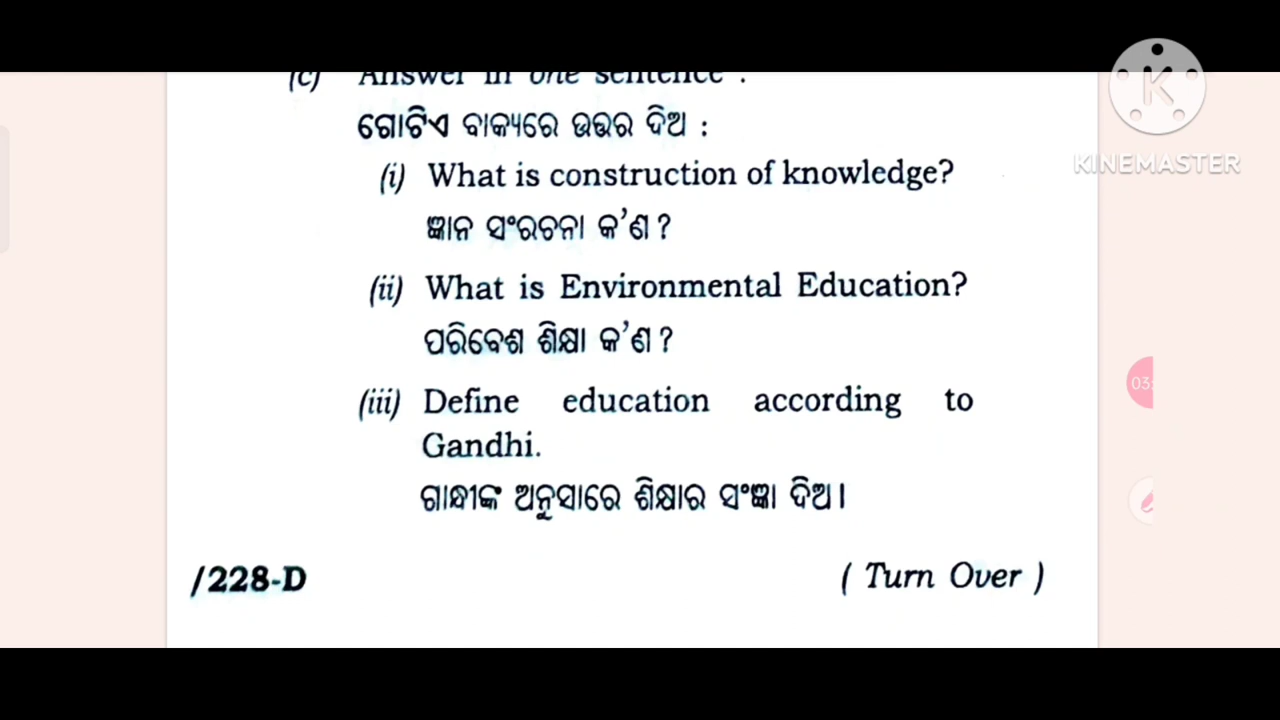 (c) Answer in one sentence :
ଗୋଟିଏ ବାକ୍ୟରେ ଉତ୍ତର ଦିଅ :
(i) What is construction of knowledge?
ଜ୍ଞାନ ସଂରଚନା କ'ଣ ?
(ii) What is Environmental Education?
ପରିବେଶ ଶିକ୍ଷା କ'ଣ ?
(iii) Define education according to
Gandhi.
ଗାନ୍ଧୀଙ୍କ ଅନୁସାରେ ଶିକ୍ଷାର ସଂଜ୍ଞା ଦିଅ ।
/228-D
( Turn Over )
KINEMASTER
03